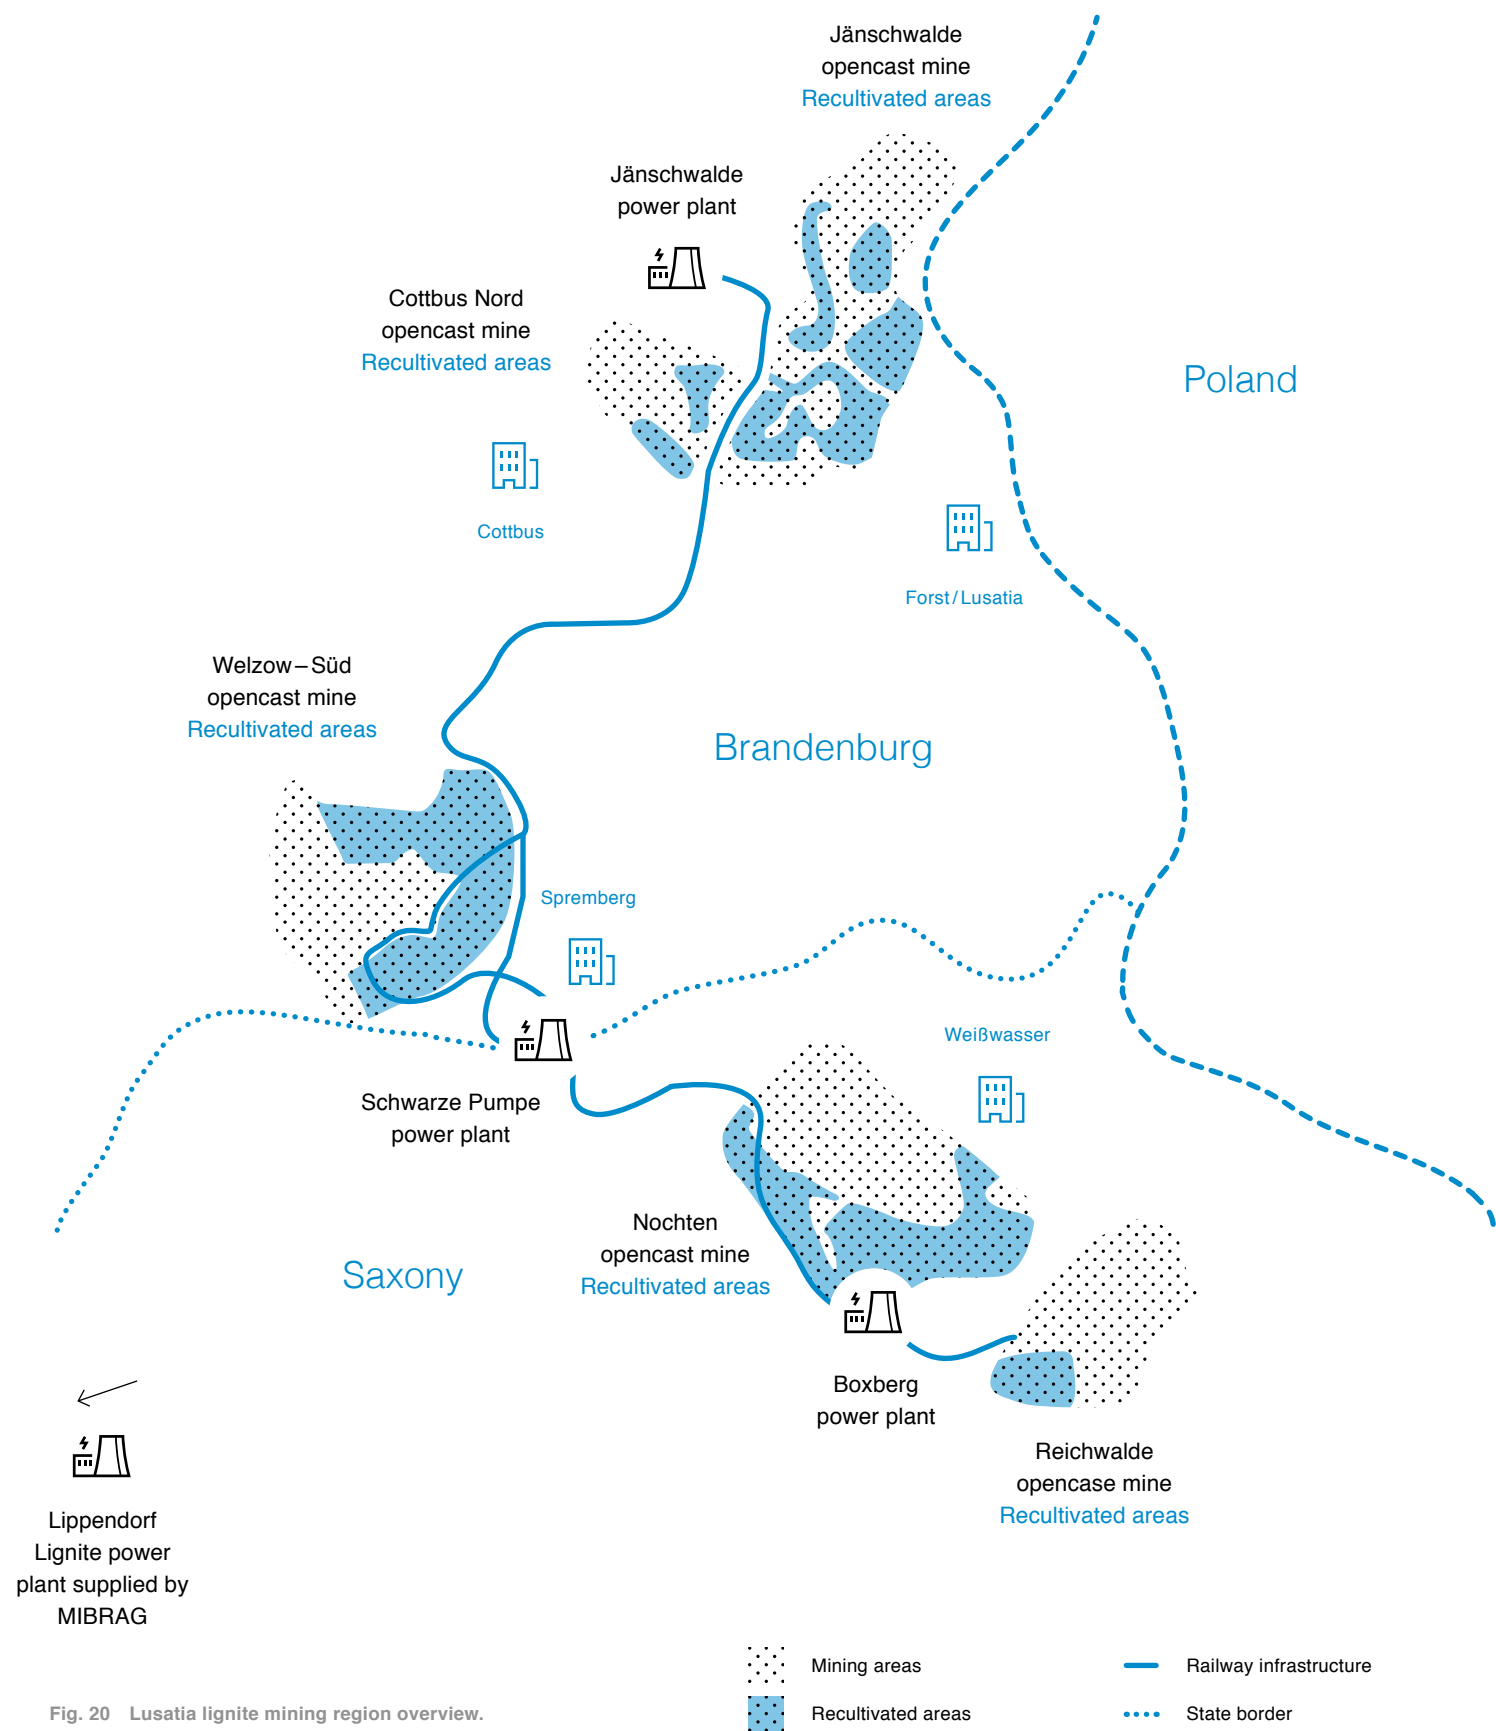 Jänschwalde
opencast mine
Recultivated areas
Jänschwalde
power plant
Cottbus Nord
opencast mine
Recultivated areas
Poland
Cottbus
Forst / Lusatia
Welzow – Süd
opencast mine
Recultivated areas
Brandenburg
Spremberg
Weißwasser
Schwarze Pumpe
power plant
Nochten
opencast mine
Recultivated areas
Saxony
Boxberg
power plant
Reichwalde
opencase mine
Recultivated areas
Lippendorf
Lignite power
plant supplied by
MIBRAG
Mining areas
Railway infrastructure
Recultivated areas
State border
Fig. 20 Lusatia lignite mining region overview.